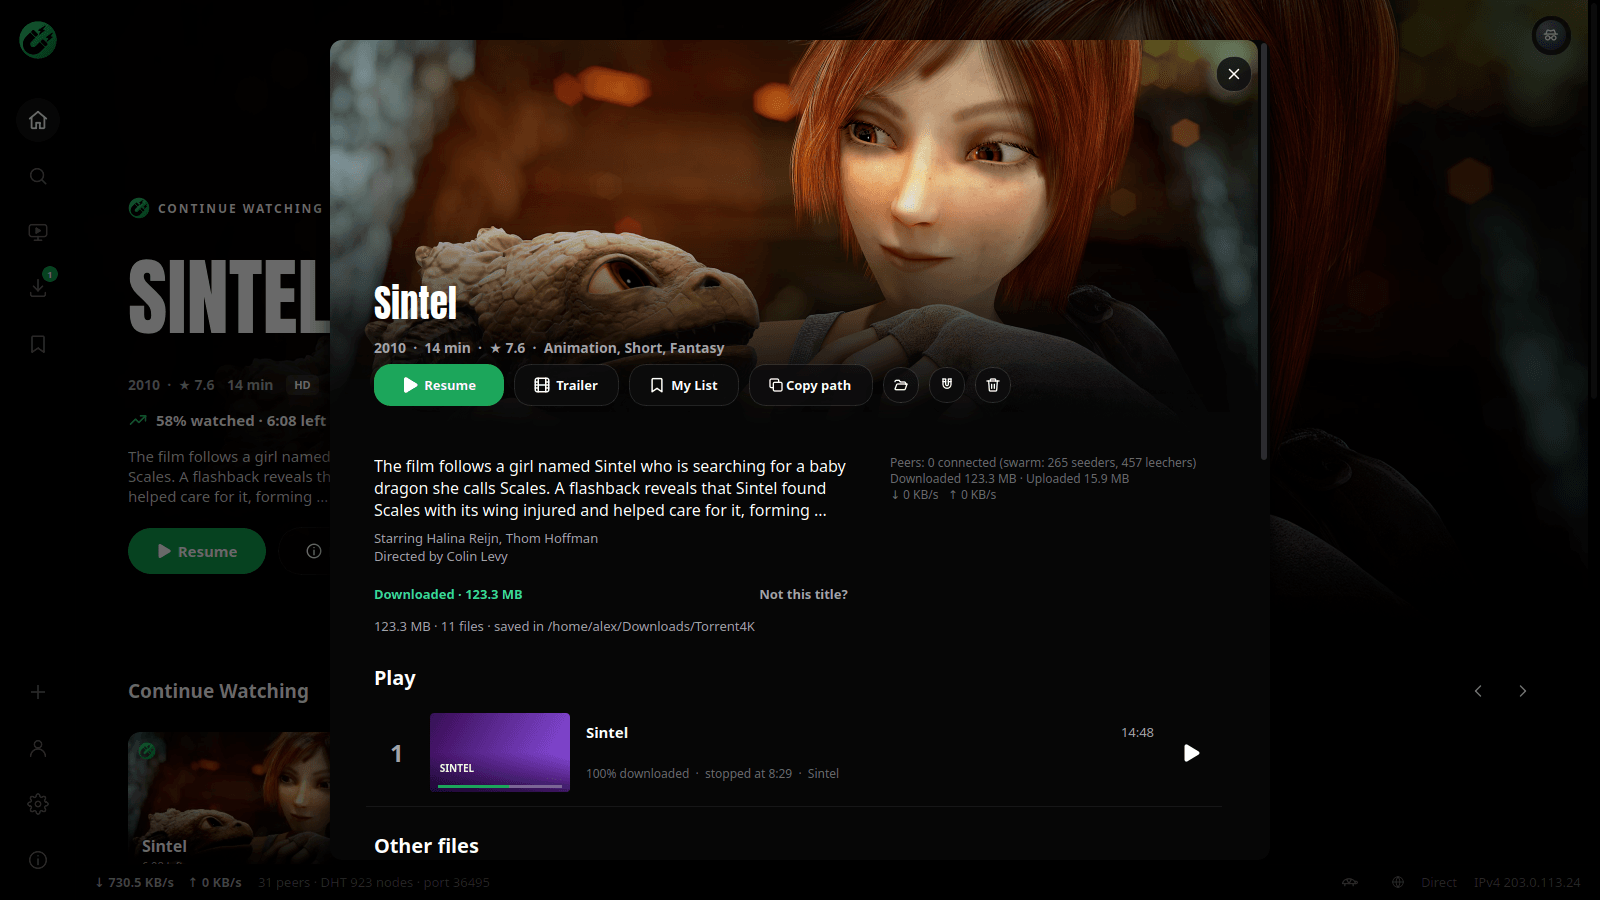 CONTINUE WATCHING
SINTEL
2010 · ★ 7.6 14 min HD
58% watched · 6:08 left
The film follows a girl named
Scales. A flashback reveals th
helped care for it, forming ...
Resume
Sintel
2010 · 14 min · ★ 7.6 · Animation, Short, Fantasy
Resume Trailer My List Copy path
The film follows a girl named Sintel who is searching for a baby
dragon she calls Scales. A flashback reveals that Sintel found
Scales with its wing injured and helped care for it, forming ...
Starring Halina Reijn, Thom Hoffman
Directed by Colin Levy
Peers: 0 connected (swarm: 265 seeders, 457 leechers)
Downloaded 123.3 MB · Uploaded 15.9 MB
↓ 0 KB/s ↑ 0 KB/s
Downloaded · 123.3 MB Not this title?
123.3 MB · 11 files · saved in /home/alex/Downloads/Torrent4K
Play
1
SINTEL
Sintel 14:48
100% downloaded · stopped at 8:29 · Sintel
Other files
1
Continue Watching
Sintel
↓ 730.5 KB/s ↑ 0 KB/s 31 peers · DHT 923 nodes · port 36495
Direct IPv4 203.0.113.24